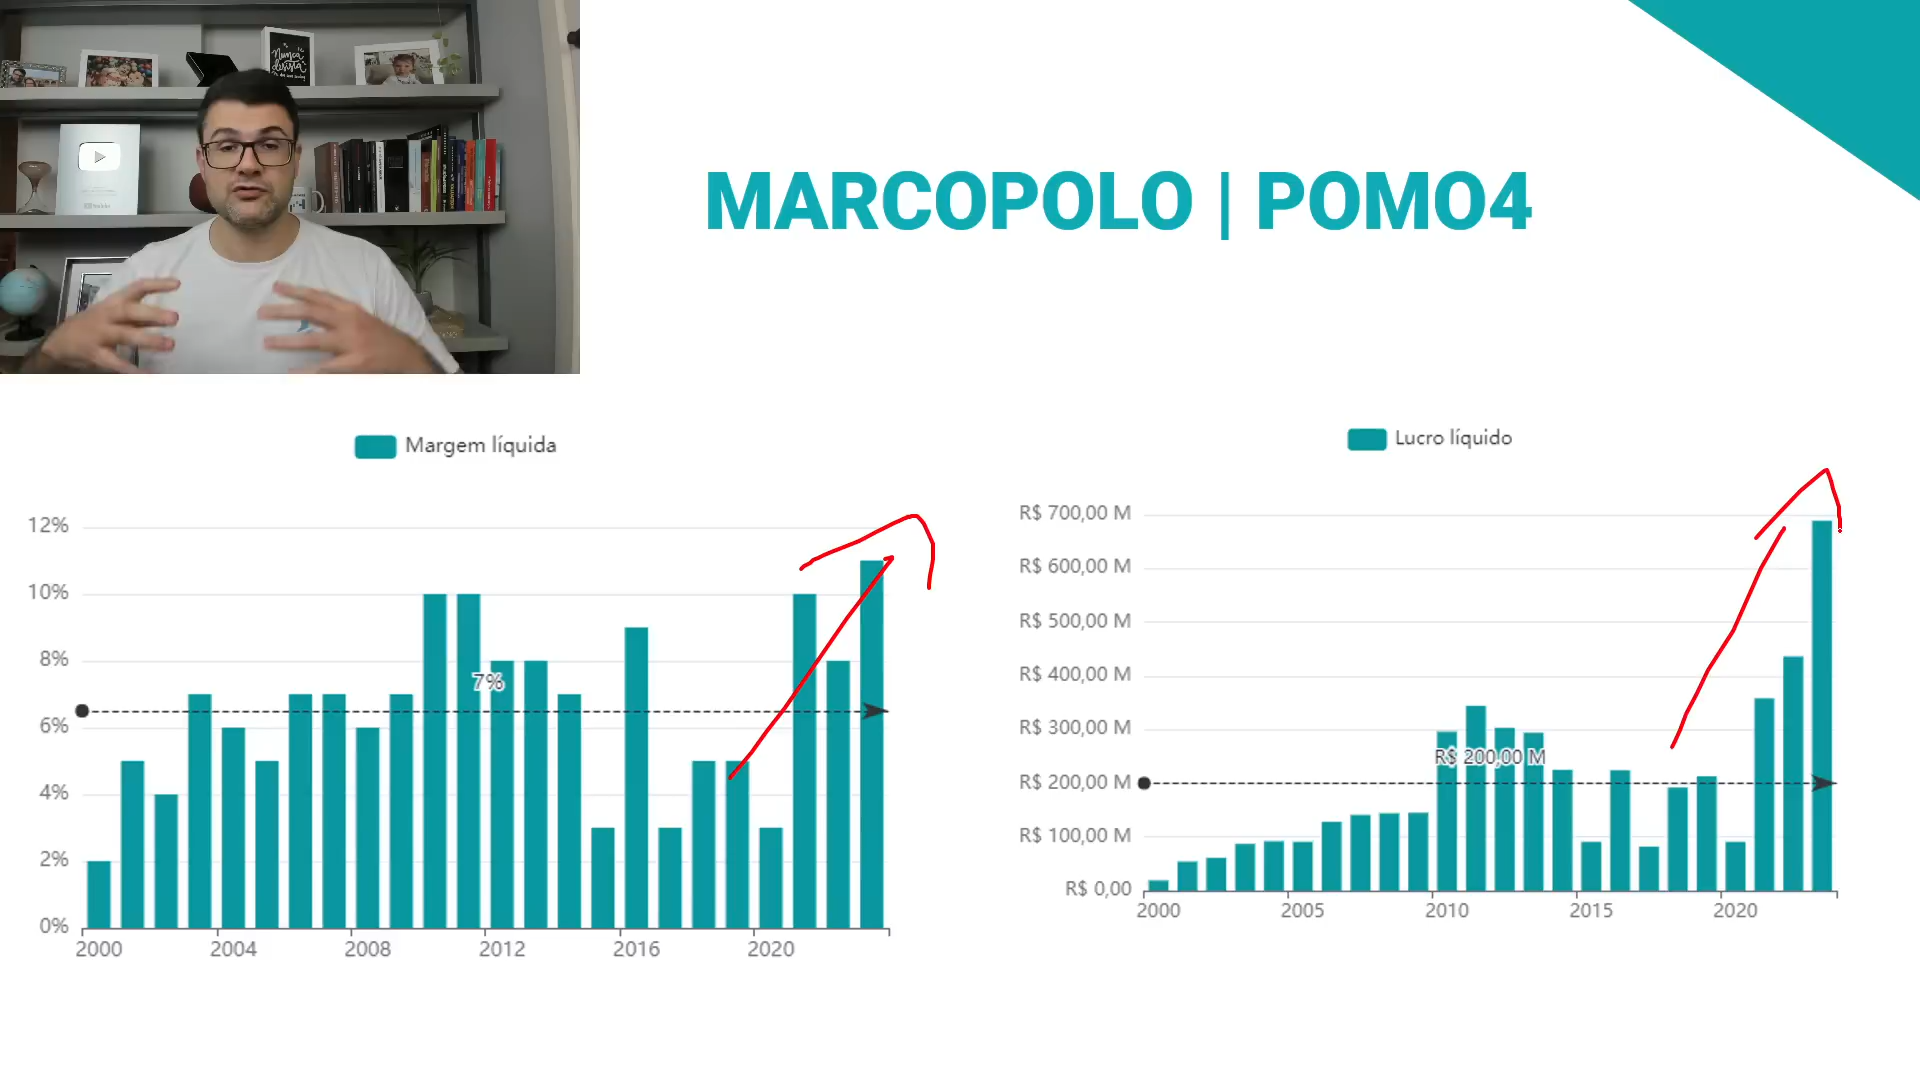 Nunca
desista
MARCOPOLO | POMO4
Margem líquida
12%
10%
8%
6%
4%
2%
0%
7%
2000 2004 2008 2012 2016 2020
Lucro líquido
R$ 700,00 M
R$ 600,00 M
R$ 500,00 M
R$ 400,00 M
R$ 300,00 M
R$ 200,00 M
R$ 100,00 M
R$ 0,00
R$ 200,00 M
2000 2005 2010 2015 2020